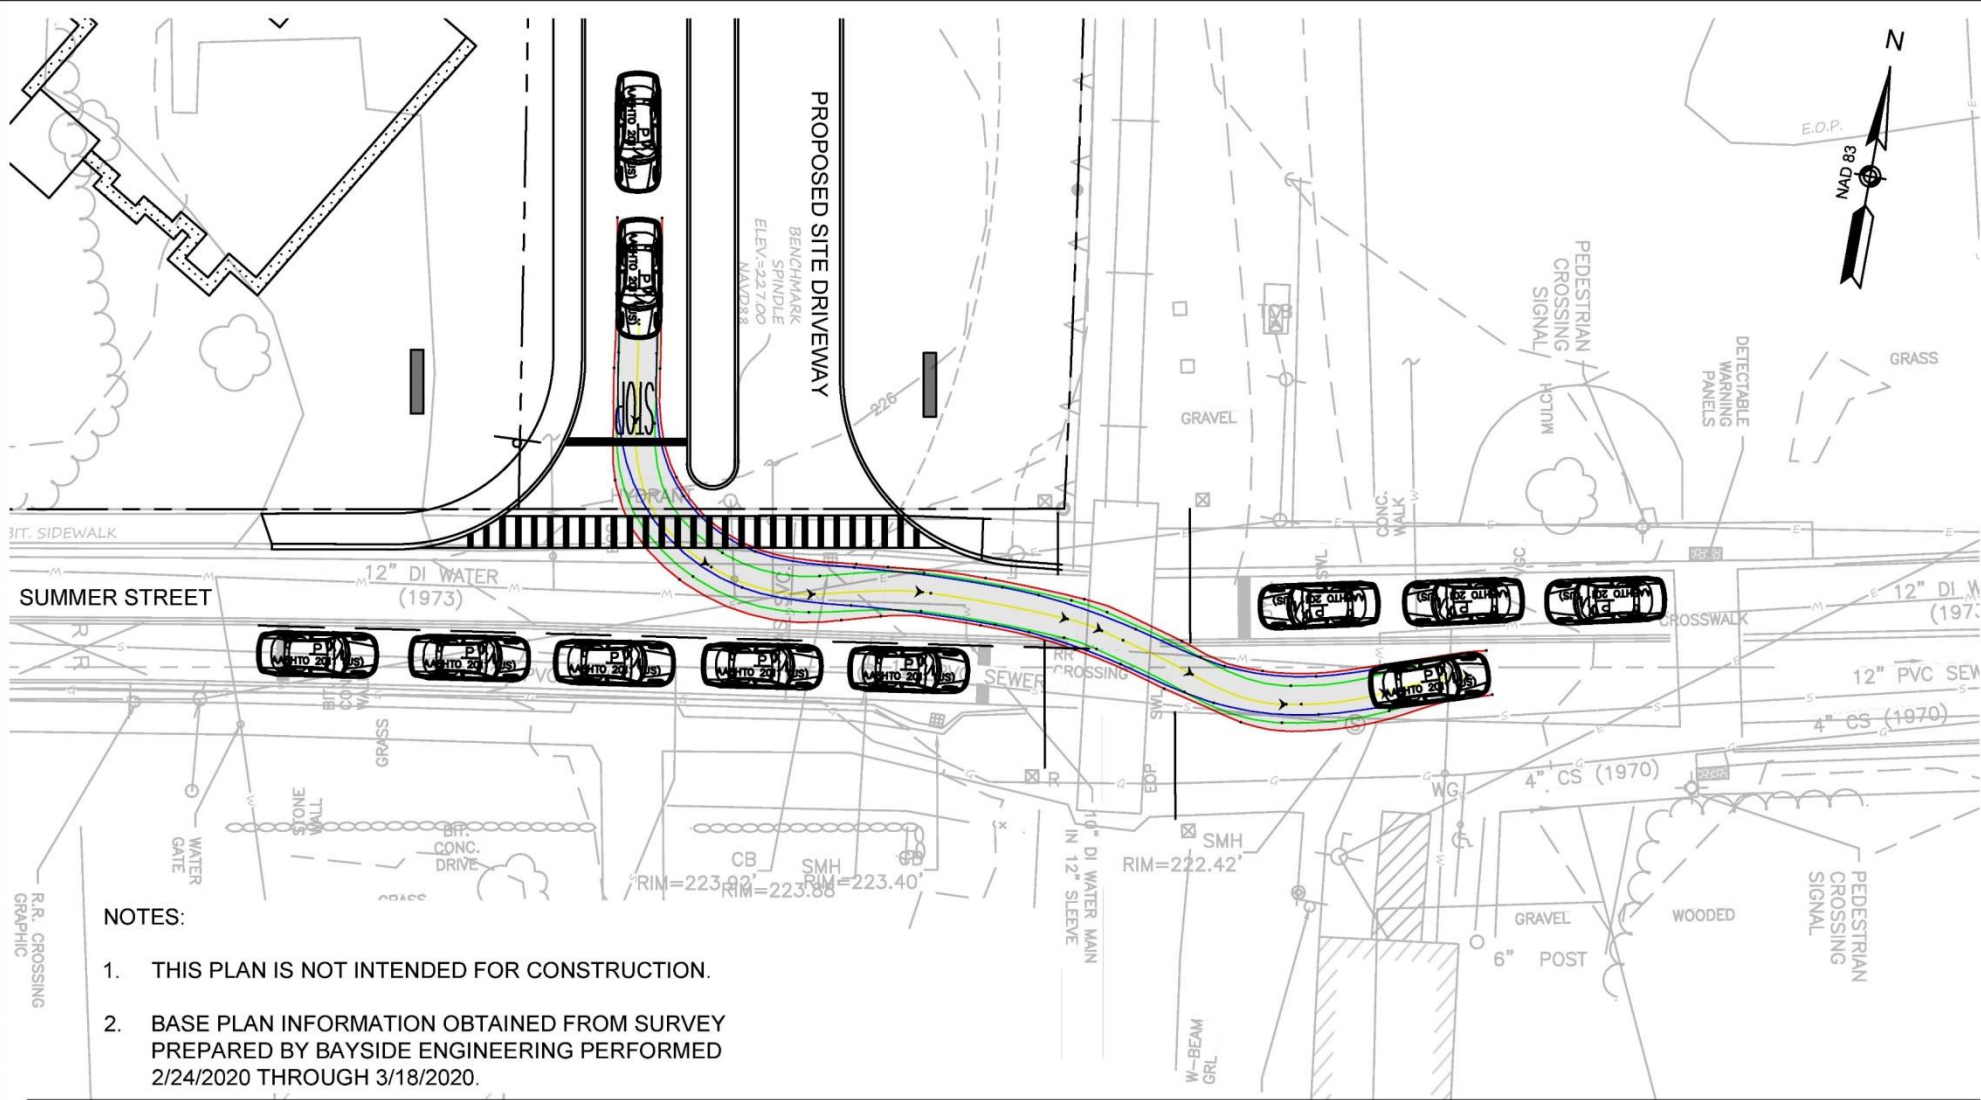 N
NAD 83
E.O.P.
PROPOSED SITE DRIVEWAY
BENCHMARK
SPINDLE
ELEV.=227.00
NAVD88
PEDESTRIAN
CROSSING
SIGNAL
DETECTABLE
WARNING
PANELS
GRASS
MULCH
226
GRAVEL
STOP
HYDRANT
CONC.
WALK
BIT. SIDEWALK
12" DI WATER
(1973)
SUMMER STREET
R R
SWL
CROSSWALK
12" DI W
(1973
RR
CROSSING
SEWER
12" PVC SEW
4" CS (1970)
4" CS (1970)
SWL
EOP
R
WG
GRASS
STONE
WALL
WATER
GATE
BIT.
CONC.
DRIVE
CB
RIM=223.92'
SMH
RIM=223.88
CB
RIM=223.40'
SMH
RIM=222.42'
10" DI WATER MAIN
IN 12" SLEEVE
GRASS
R.R. CROSSING
GRAPHIC
GRAVEL
WOODED
6" POST
PEDESTRIAN
CROSSING
SIGNAL
W-BEAM
GRL
NOTES:
1. THIS PLAN IS NOT INTENDED FOR CONSTRUCTION.
2. BASE PLAN INFORMATION OBTAINED FROM SURVEY
PREPARED BY BAYSIDE ENGINEERING PERFORMED
2/24/2020 THROUGH 3/18/2020.